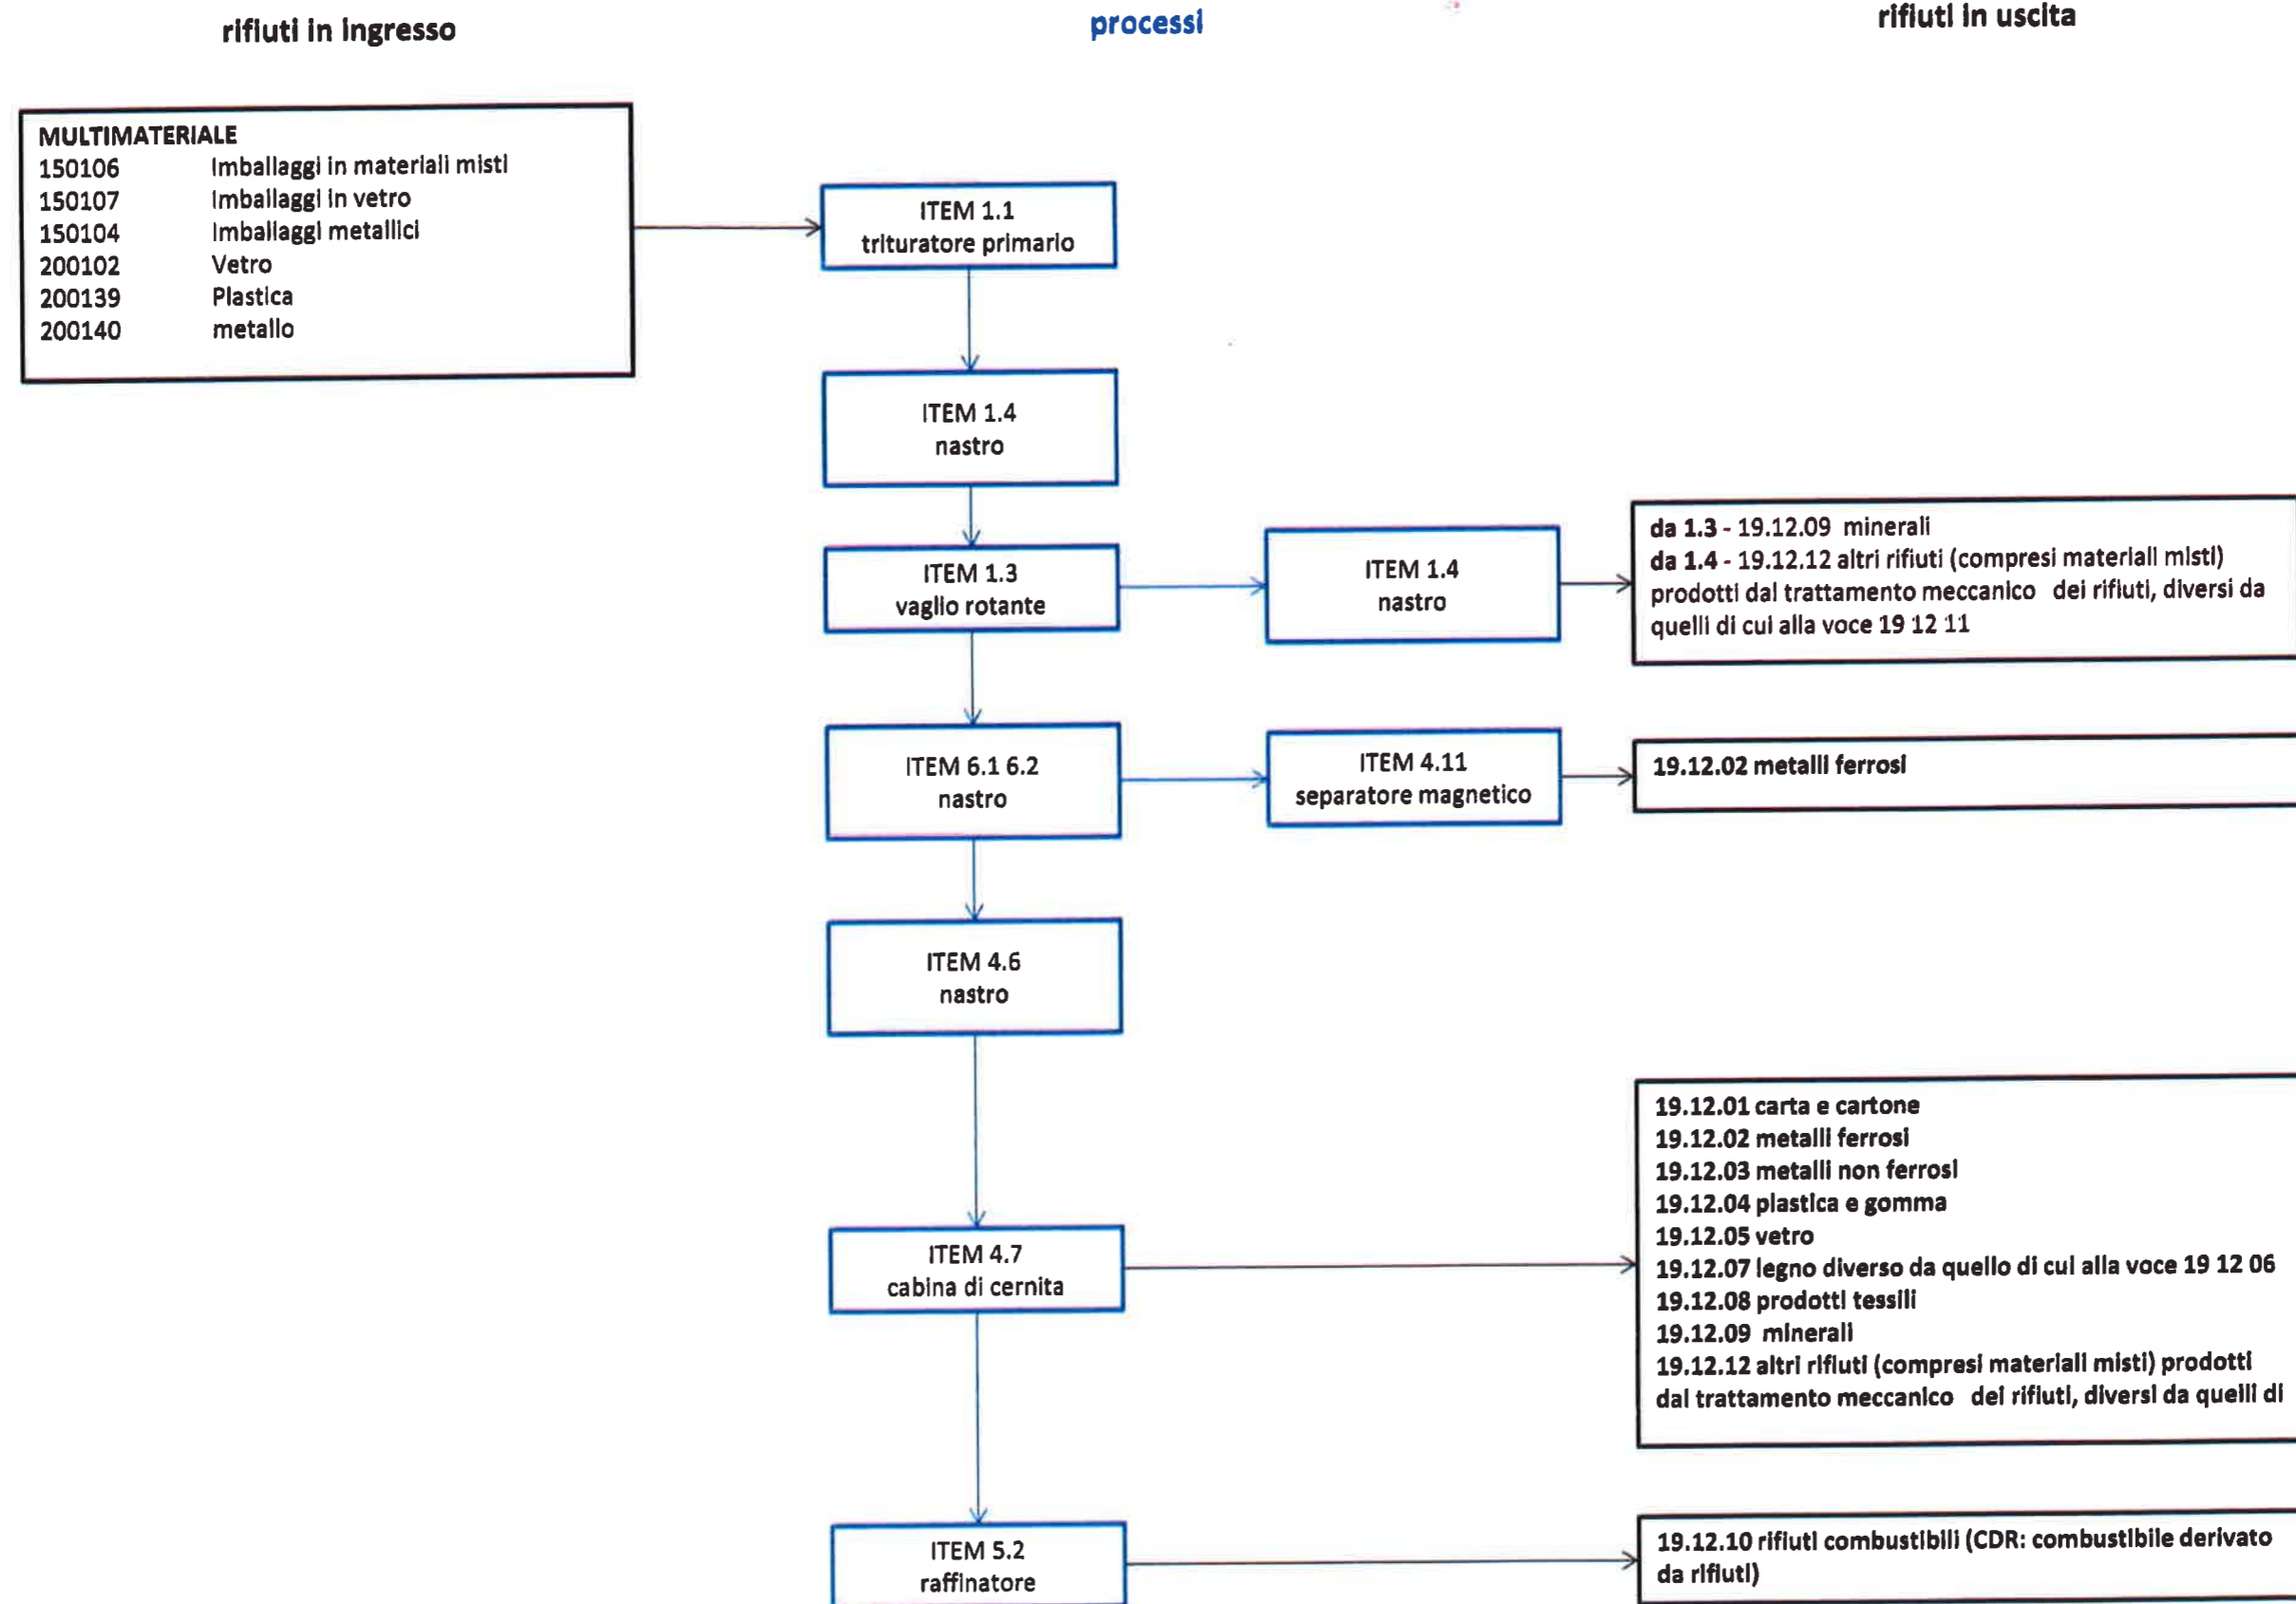 rifiuti in ingresso
processi
rifiuti in uscita
MULTIMATERIALE
150106 Imballaggi in materiali misti
150107 Imballaggi in vetro
150104 Imballaggi metallici
200102 Vetro
200139 Plastica
200140 metallo
ITEM 1.1
trituratore primario
ITEM 1.4
nastro
ITEM 1.3
vaglio rotante
ITEM 1.4
nastro
da 1.3 - 19.12.09 minerali
da 1.4 - 19.12.12 altri rifiuti (compresi materiali misti)
prodotti dal trattamento meccanico dei rifiuti, diversi da
quelli di cui alla voce 19 12 11
ITEM 6.1 6.2
nastro
ITEM 4.11
separatore magnetico
19.12.02 metalli ferrosi
ITEM 4.6
nastro
ITEM 4.7
cabina di cernita
19.12.01 carta e cartone
19.12.02 metalli ferrosi
19.12.03 metalli non ferrosi
19.12.04 plastica e gomma
19.12.05 vetro
19.12.07 legno diverso da quello di cui alla voce 19 12 06
19.12.08 prodotti tessili
19.12.09 minerali
19.12.12 altri rifiuti (compresi materiali misti) prodotti
dal trattamento meccanico dei rifiuti, diversi da quelli di
ITEM 5.2
raffinatore
19.12.10 rifiuti combustibili (CDR: combustibile derivato
da rifiuti)